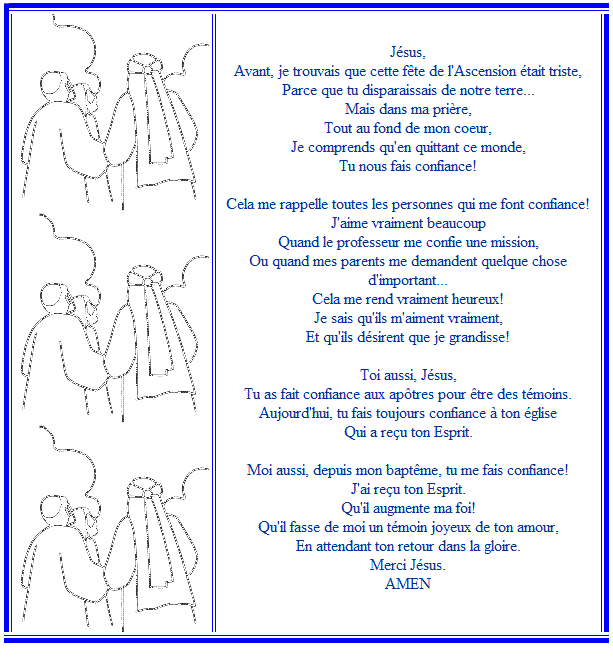 Jésus,
Avant, je trouvais que cette fête de l'Ascension était triste,
Parce que tu disparaissais de notre terre...
Mais dans ma prière,
Tout au fond de mon coeur,
Je comprends qu'en quittant ce monde,
Tu nous fais confiance!
Cela me rappelle toutes les personnes qui me font confiance!
J'aime vraiment beaucoup
Quand le professeur me confie une mission,
Ou quand mes parents me demandent quelque chose
d'important...
Cela me rend vraiment heureux!
Je sais qu'ils m'aiment vraiment,
Et qu'ils désirent que je grandisse!
Toi aussi, Jésus,
Tu as fait confiance aux apôtres pour être des témoins.
Aujourd'hui, tu fais toujours confiance à ton église
Qui a reçu ton Esprit.
Moi aussi, depuis mon baptême, tu me fais confiance!
J'ai reçu ton Esprit.
Qu'il augmente ma foi!
Qu'il fasse de moi un témoin joyeux de ton amour,
En attendant ton retour dans la gloire.
Merci Jésus.
AMEN